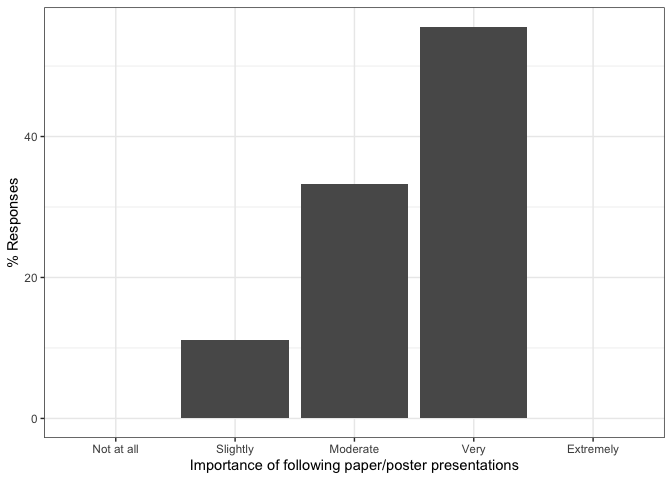 % Responses
40
20
0
Not at all
Slightly
Moderate
Very
Extremely
Importance of following paper/poster presentations